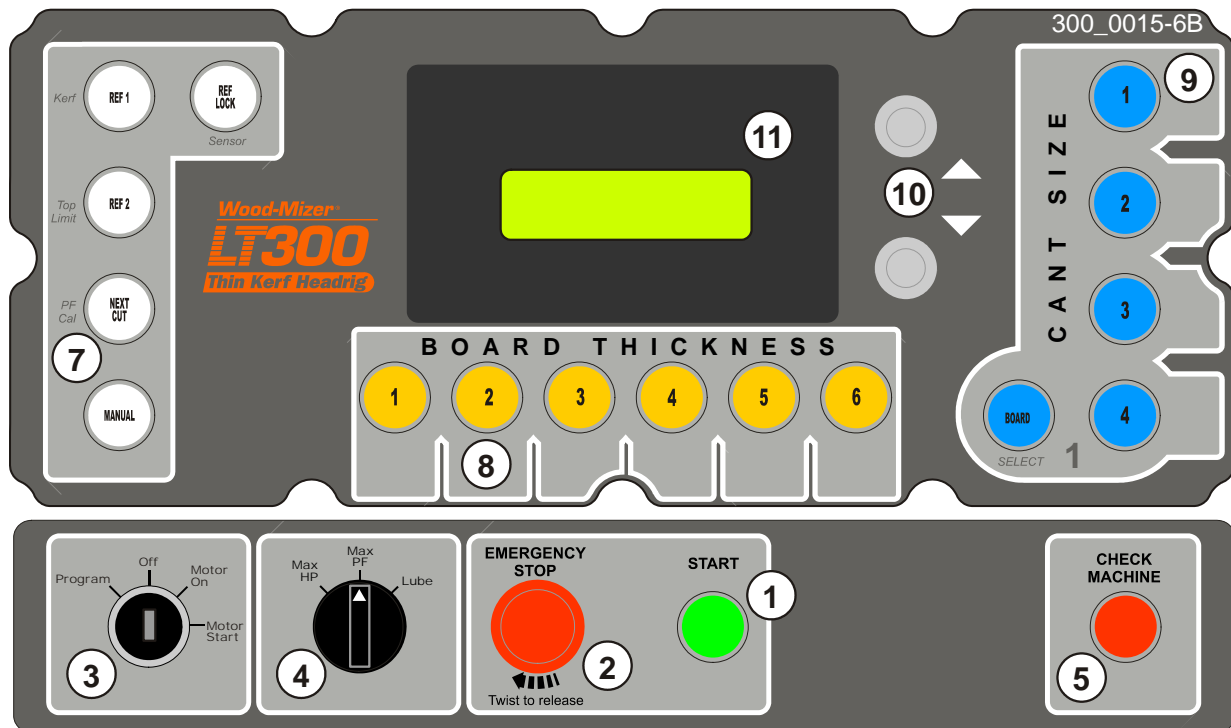 300_0015-6B
Kerf
REF 1
REF
LOCK
Sensor
Top
Limit
REF 2
PF
Cal
NEXT
CUT
7
MANUAL
Wood-Mizer®
LT300
Thin Kerf Headrig
11
10
CANT SIZE
9
1
2
3
4
BOARD
SELECT
1
BOARD THICKNESS
1
2
3
4
5
6
8
Program
Off
Motor
On
Motor
Start
3
Max
HP
Max
PF
Lube
4
EMERGENCY
STOP
Twist to release
2
START
1
CHECK
MACHINE
5